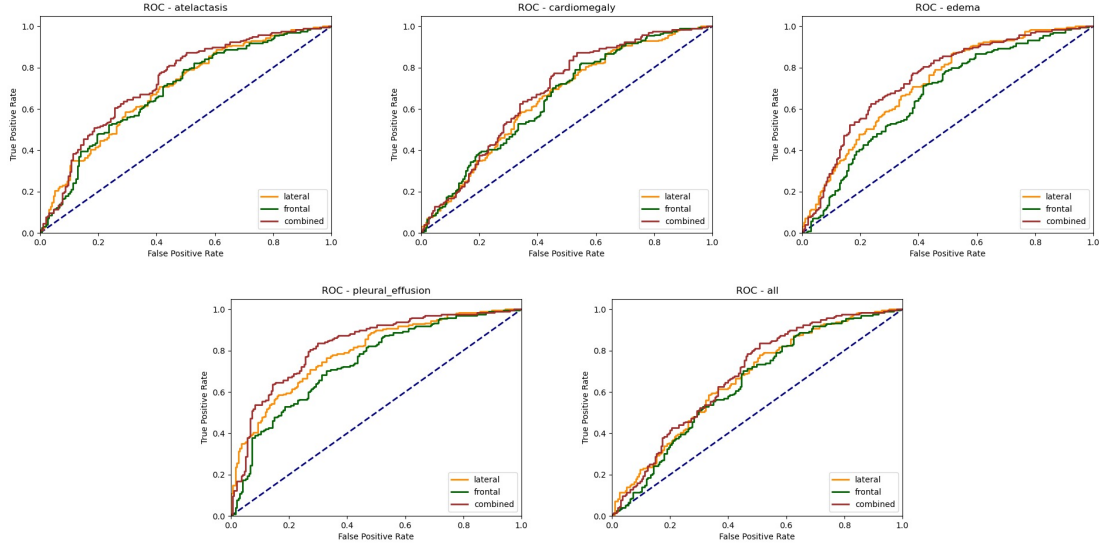 ROC - atelactasis
True Positive Rate
1.0
0.8
0.6
0.4
0.2
0.0
0.0 0.2 0.4 0.6 0.8 1.0
False Positive Rate
lateral
frontal
combined
ROC - cardiomegaly
True Positive Rate
1.0
0.8
0.6
0.4
0.2
0.0
0.0 0.2 0.4 0.6 0.8 1.0
False Positive Rate
lateral
frontal
combined
ROC - edema
True Positive Rate
1.0
0.8
0.6
0.4
0.2
0.0
0.0 0.2 0.4 0.6 0.8 1.0
False Positive Rate
lateral
frontal
combined
ROC - pleural_effusion
True Positive Rate
1.0
0.8
0.6
0.4
0.2
0.0
0.0 0.2 0.4 0.6 0.8 1.0
False Positive Rate
lateral
frontal
combined
ROC - all
True Positive Rate
1.0
0.8
0.6
0.4
0.2
0.0
0.0 0.2 0.4 0.6 0.8 1.0
False Positive Rate
lateral
frontal
combined